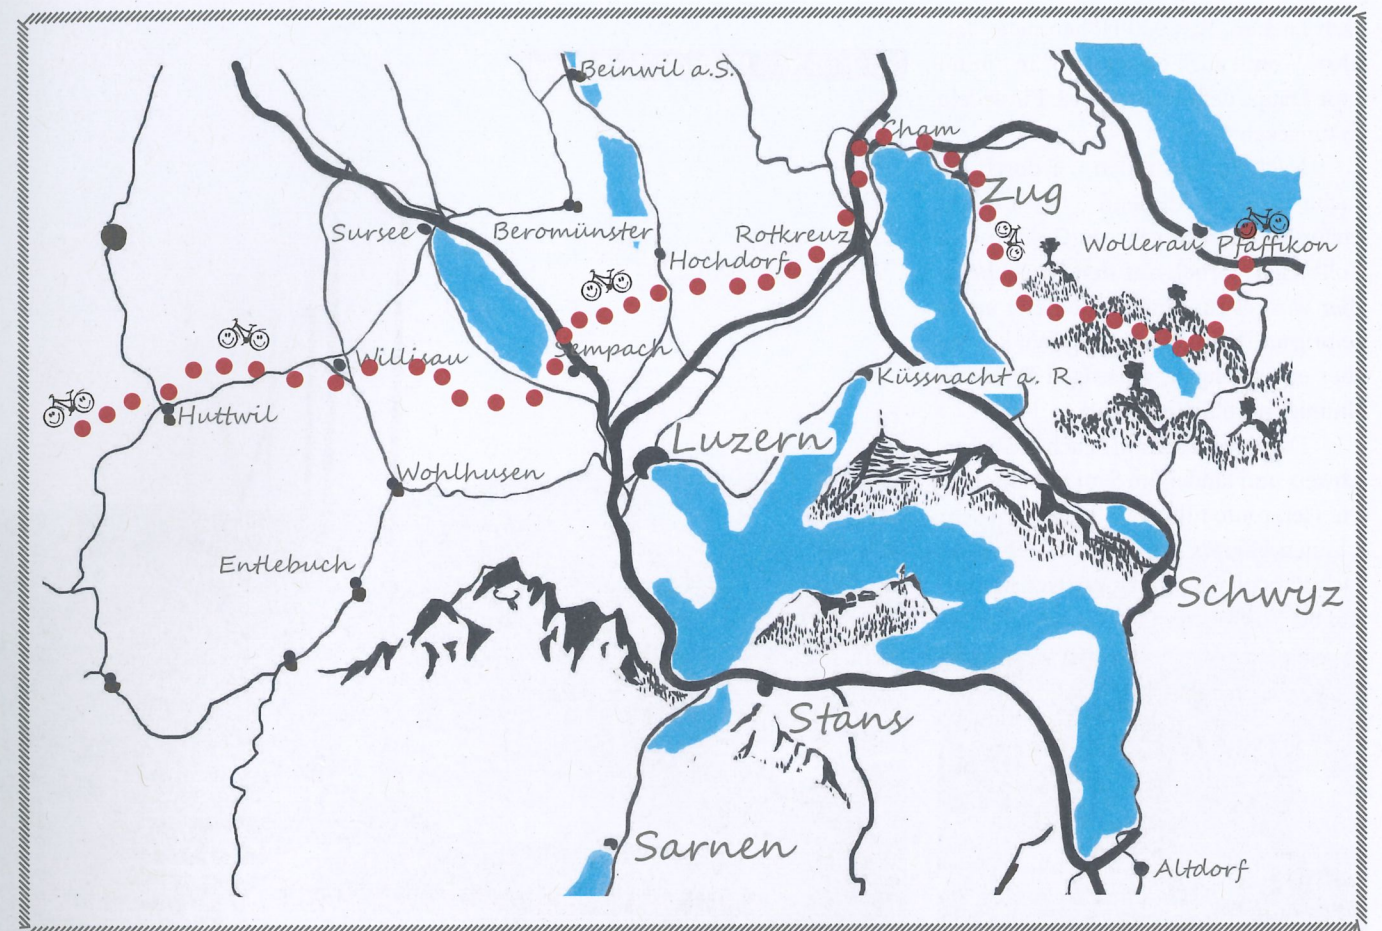 Beinwil a.S.
Cham
Zug
Sursee
Beromünster
Rotkreuz
Wollerau
Pfäffikon
Hochdorf
Willisau
Sempach
Küssnacht a. R.
Huttwil
Luzern
Wohlhusen
Entlebuch
Schwyz
Stans
Sarnen
Altdorf